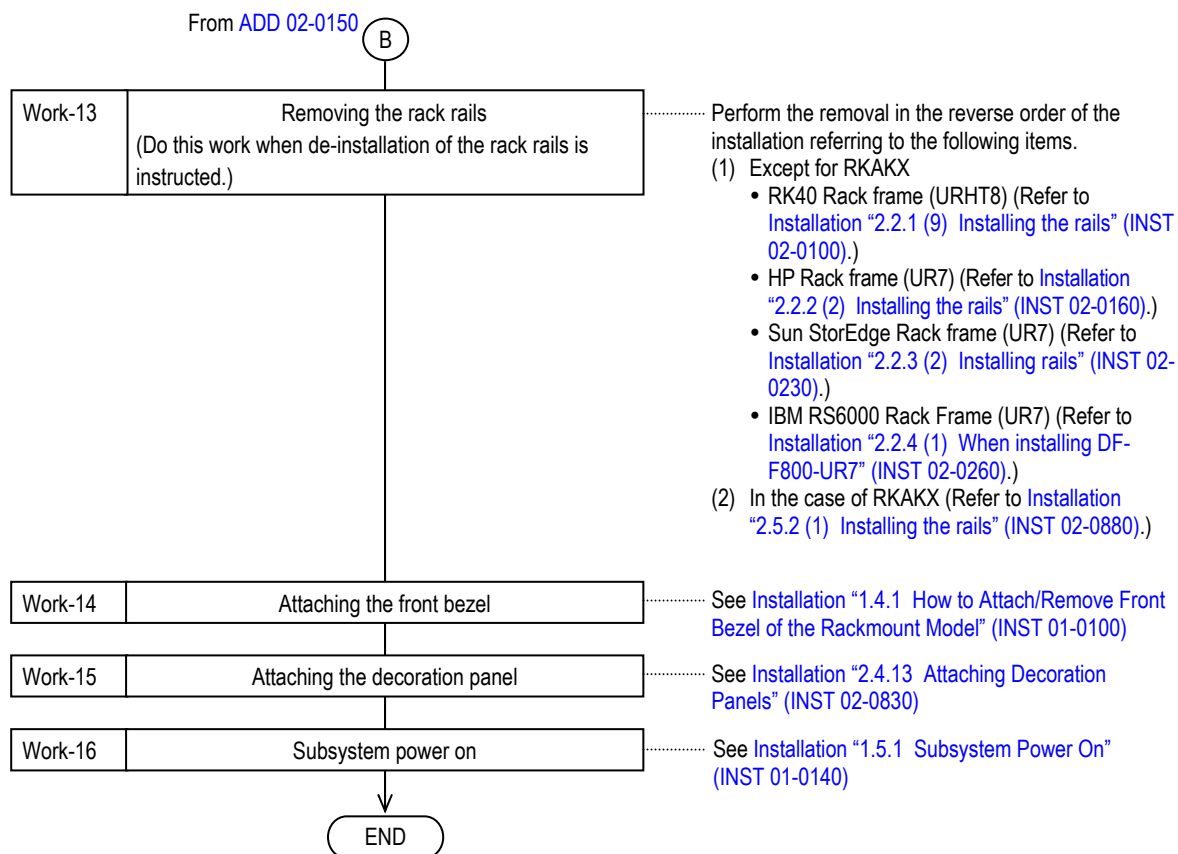 From ADD 02-0150
B
Work-13
Removing the rack rails
(Do this work when de-installation of the rack rails is
instructed.)
Perform the removal in the reverse order of the
installation referring to the following items.
(1) Except for RKAKX
• RK40 Rack frame (URHT8) (Refer to
Installation “2.2.1 (9) Installing the rails” (INST
02-0100).)
• HP Rack frame (UR7) (Refer to Installation
“2.2.2 (2) Installing the rails” (INST 02-0160).)
• Sun StorEdge Rack frame (UR7) (Refer to
Installation “2.2.3 (2) Installing rails” (INST 02-
0230).)
• IBM RS6000 Rack Frame (UR7) (Refer to
Installation “2.2.4 (1) When installing DF-
F800-UR7” (INST 02-0260).)
(2) In the case of RKAKX (Refer to Installation
“2.5.2 (1) Installing the rails” (INST 02-0880).)
Work-14
Attaching the front bezel
See Installation “1.4.1 How to Attach/Remove Front
Bezel of the Rackmount Model” (INST 01-0100)
Work-15
Attaching the decoration panel
See Installation “2.4.13 Attaching Decoration
Panels” (INST 02-0830)
Work-16
Subsystem power on
See Installation “1.5.1 Subsystem Power On”
(INST 01-0140)
END